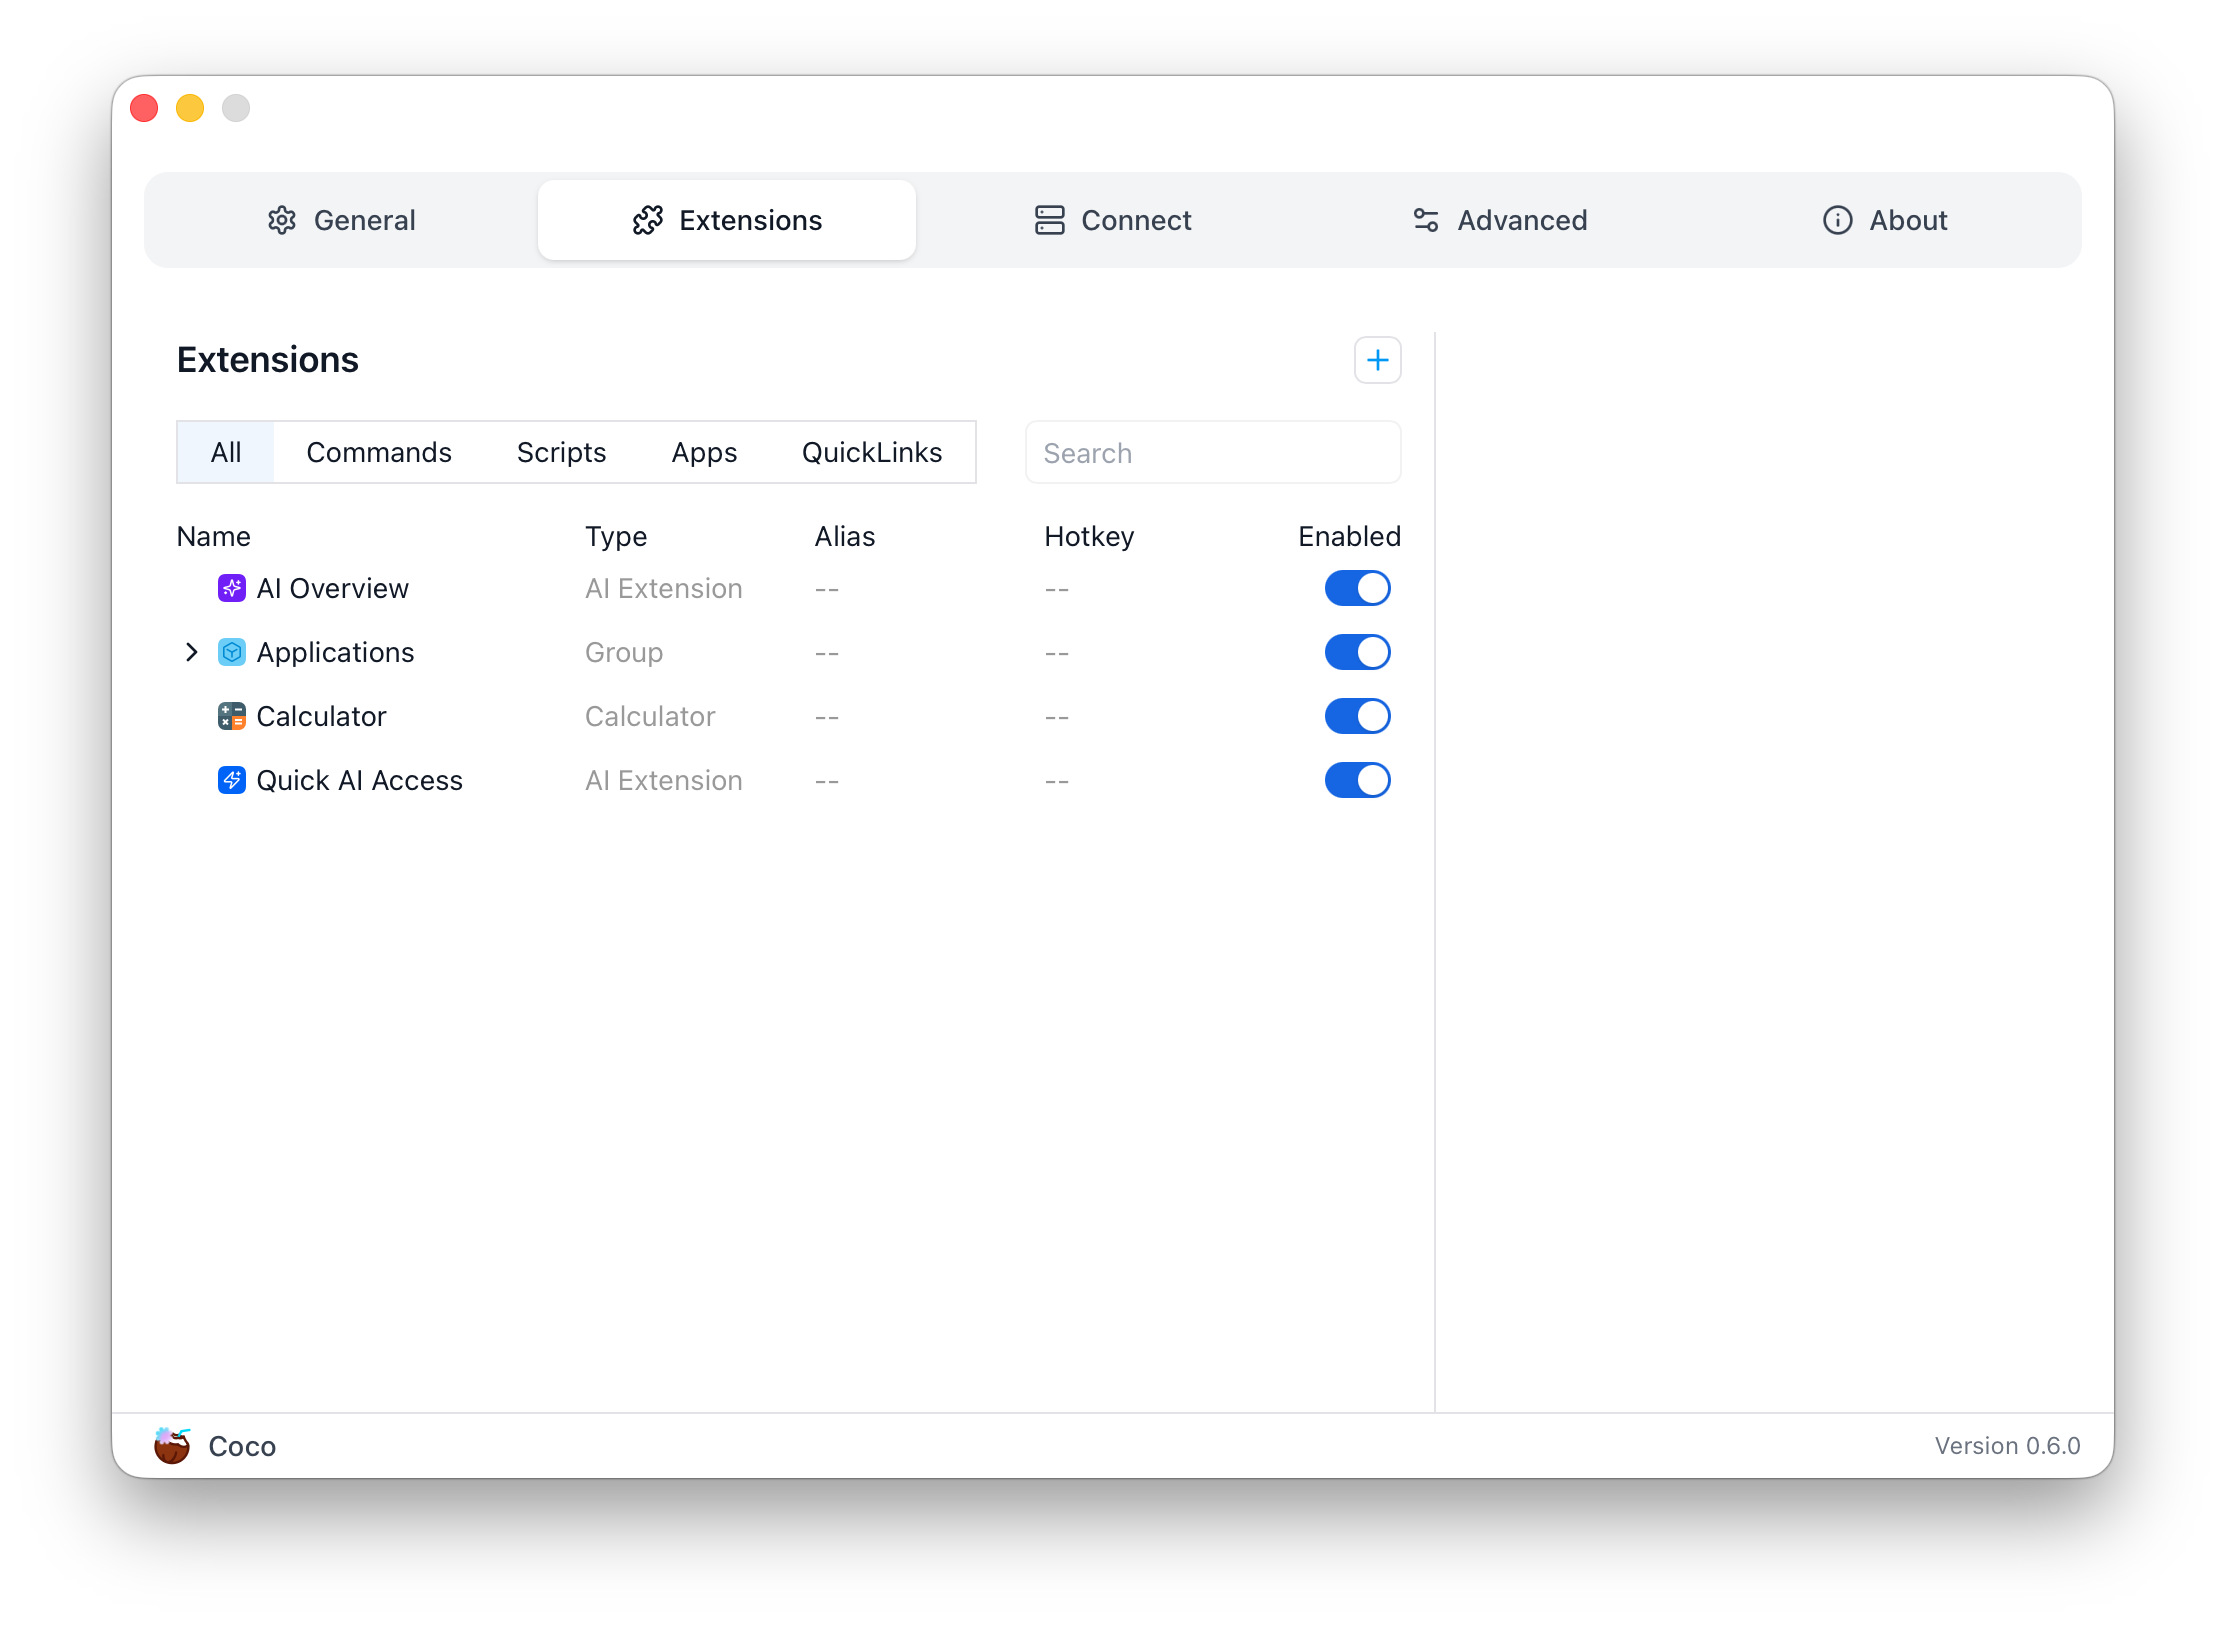 General Extensions Connect Advanced About
Extensions
All Commands Scripts Apps QuickLinks Search
Name Type Alias Hotkey Enabled
AI Overview AI Extension -- --
Applications Group -- --
Calculator Calculator -- --
Quick AI Access AI Extension -- --
Coco Version 0.6.0